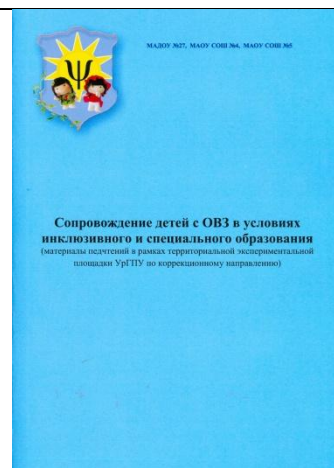 МАДОУ №27, МАОУ СОШ №4, МАОУ СОШ №5
Ψ
Сопровождение детей с ОВЗ в условиях
инклюзивного и специального образования
(материалы педчтений в рамках территориальной экспериментальной
площадки УрГПУ по коррекционному направлению)